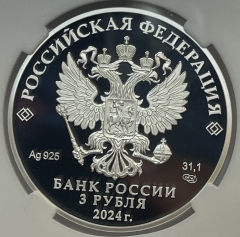 РОССИЙСКАЯ ФЕДЕРАЦИЯ
Ag 925
31,1
БАНК РОССИИ
3 РУБЛЯ
2024 г.